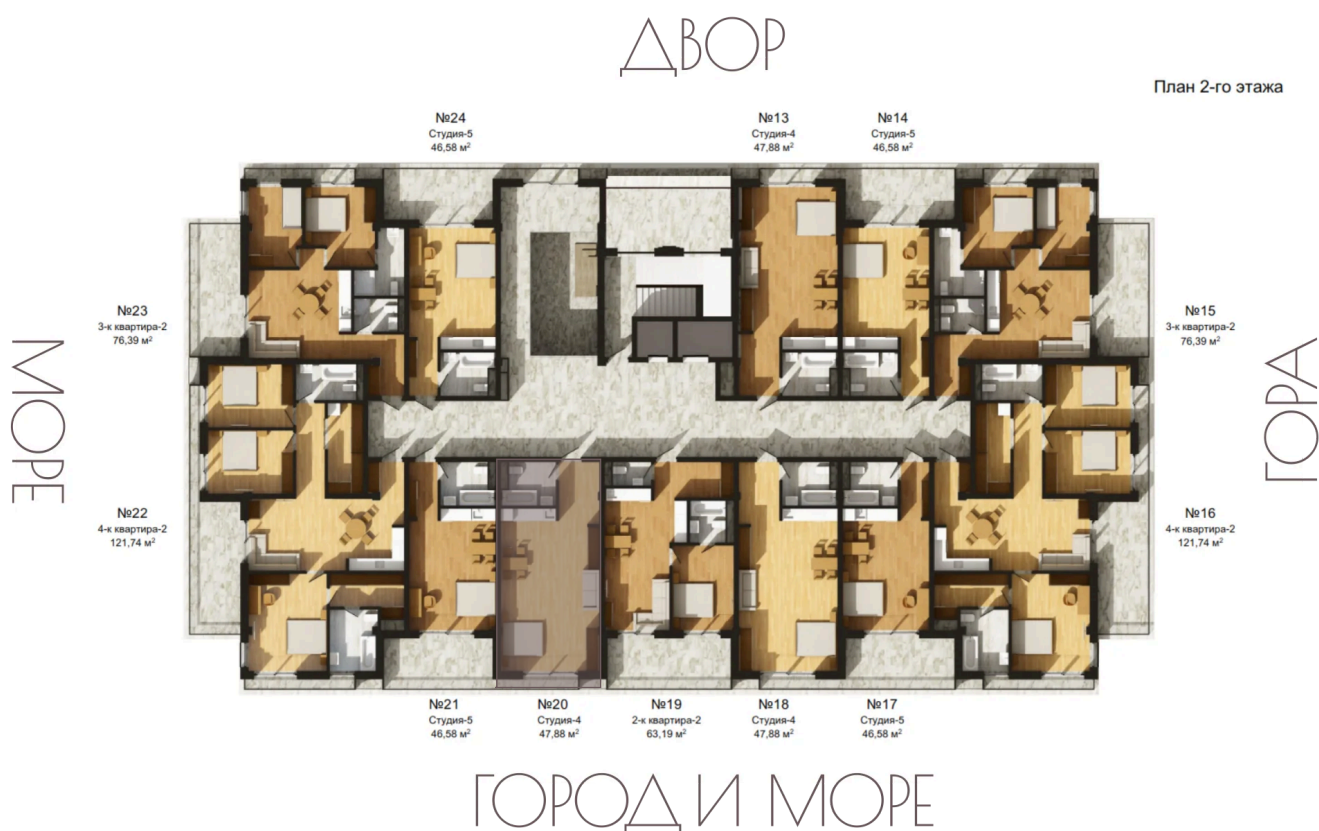 ДВОР
План 2-го этажа
№24
Студия-5
46,58 м²
№13
Студия-4
47,88 м²
№14
Студия-5
46,58 м²
№23
3-к квартира-2
76,39 м²
№15
3-к квартира-2
76,39 м²
МОРЕ
ГОРА
№22
4-к квартира-2
121,74 м²
№16
4-к квартира-2
121,74 м²
№21
Студия-5
46,58 м²
№20
Студия-4
47,88 м²
№19
2-к квартира-2
63,19 м²
№18
Студия-4
47,88 м²
№17
Студия-5
46,58 м²
ГОРОД И МОРЕ